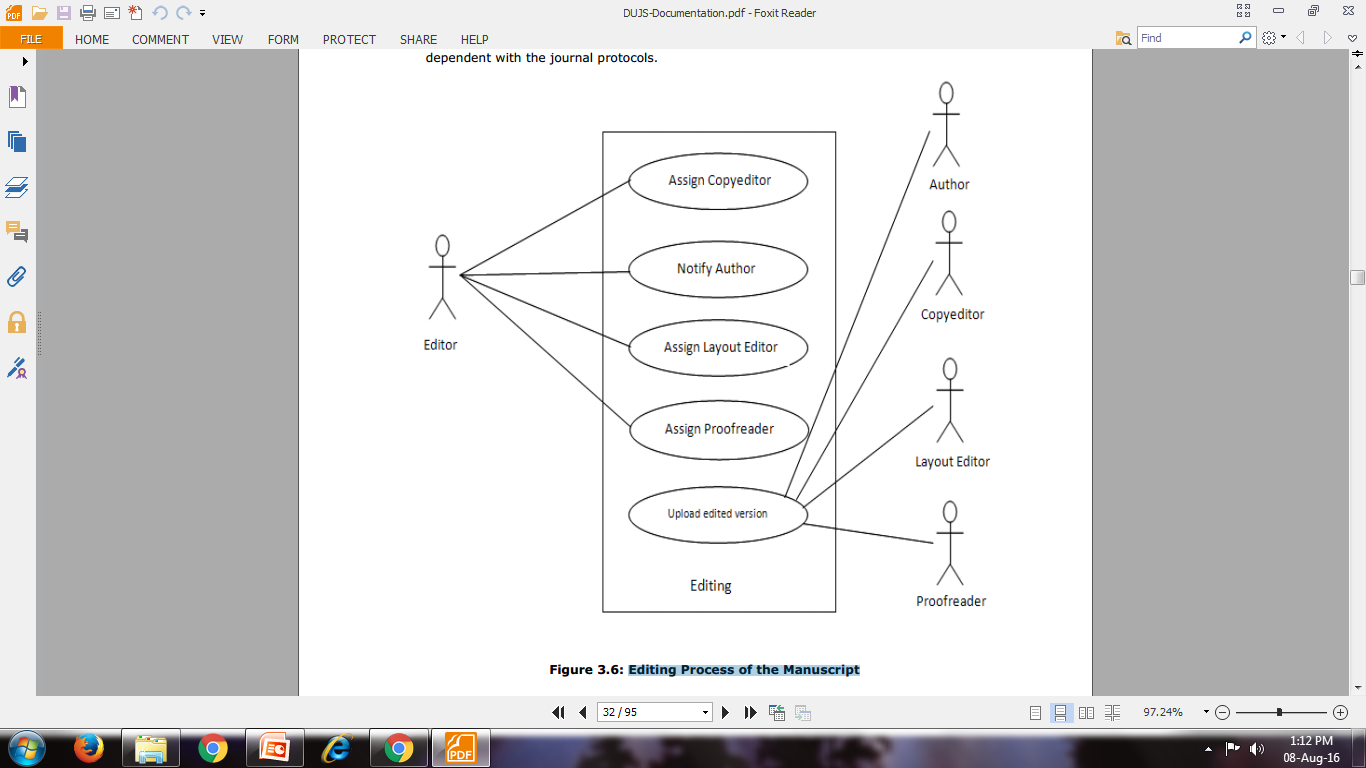 DUJS-Documentation.pdf - Foxit Reader
FILE HOME COMMENT VIEW FORM PROTECT SHARE HELP
Find
dependent with the journal protocols.
Assign Copyeditor
Notify Author
Assign Layout Editor
Assign Proofreader
Upload edited version
Editing
Editor
Author
Copyeditor
Layout Editor
Proofreader
Figure 3.6: Editing Process of the Manuscript
32 / 95
97.24%
PDF
PDF
1:12 PM
08-Aug-16